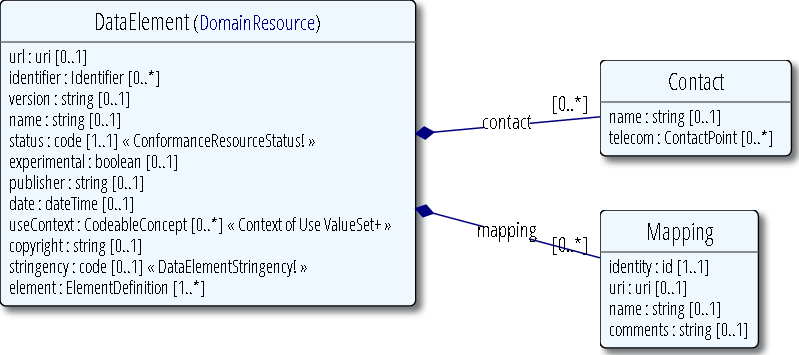 DataElement (DomainResource)
url : uri [0..1]
identifier : Identifier [0..*]
version : string [0..1]
name : string [0..1]
status : code [1..1] « ConformanceResourceStatus! »
experimental : boolean [0..1]
publisher : string [0..1]
date : dateTime [0..1]
useContext : CodeableConcept [0..*] « Context of Use ValueSet+ »
copyright : string [0..1]
stringency : code [0..1] « DataElementStringency! »
element : ElementDefinition [1..*]
contact
[0..*]
Contact
name : string [0..1]
telecom : ContactPoint [0..*]
mapping
[0..*]
Mapping
identity : id [1..1]
uri : uri [0..1]
name : string [0..1]
comments : string [0..1]